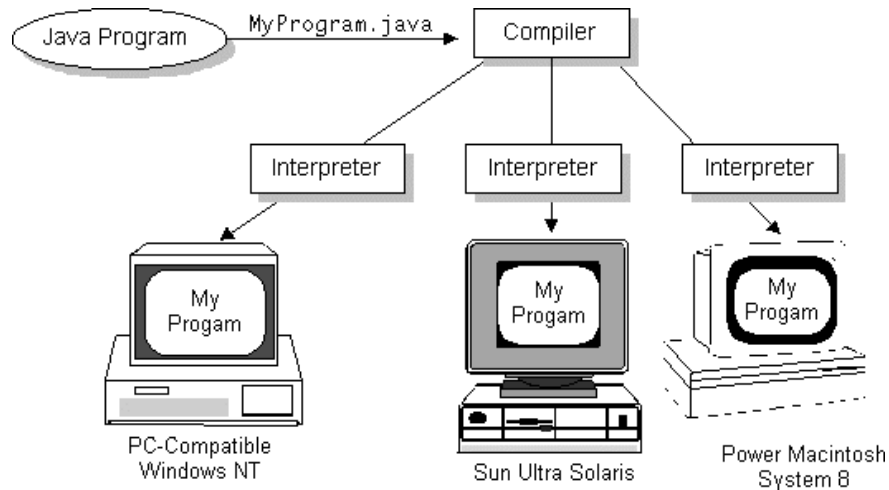 Java Program
MyProgram.java
Compiler
Interpreter
Interpreter
Interpreter
My
Progam
My
Progam
My
Progam
PC-Compatible
Windows NT
Sun Ultra Solaris
Power Macintosh
System 8